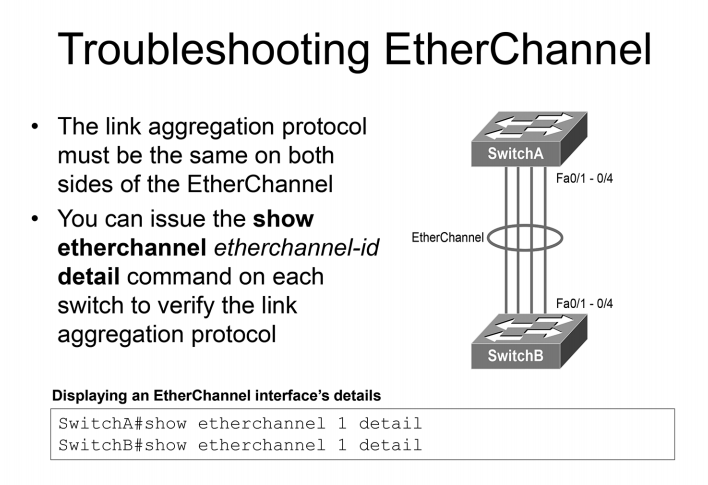 Troubleshooting EtherChannel
• The link aggregation protocol
must be the same on both
sides of the EtherChannel
• You can issue the show
etherchannel etherchannel-id
detail command on each
switch to verify the link
aggregation protocol
SwitchA
Fa0/1 - 0/4
EtherChannel
Fa0/1 - 0/4
SwitchB
Displaying an EtherChannel interface's details
SwitchA#show etherchannel 1 detail
SwitchB#show etherchannel 1 detail